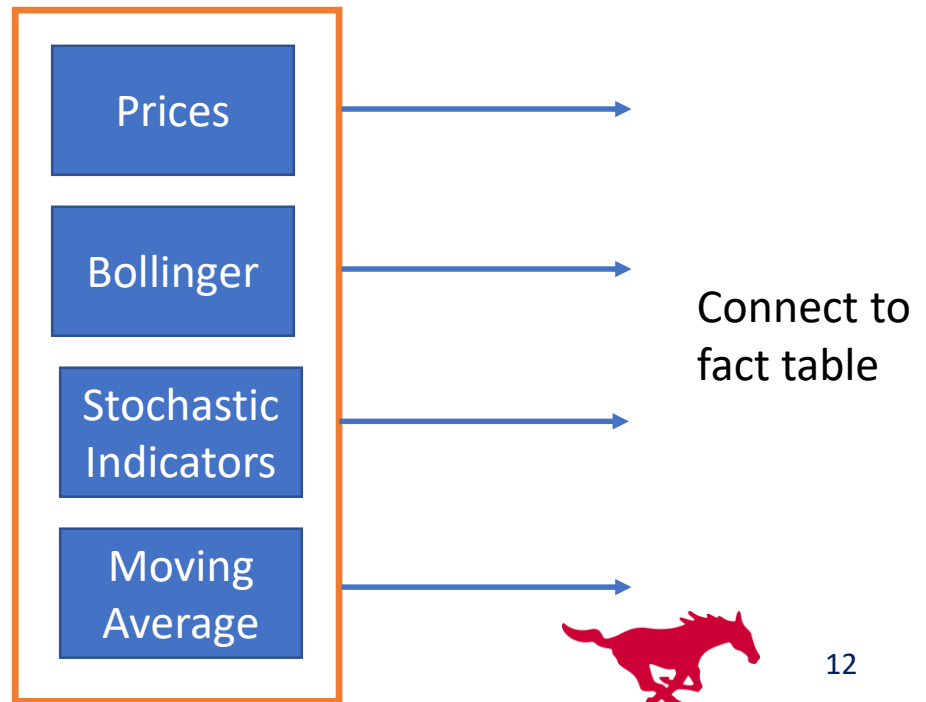 Prices
Bollinger
Stochastic
Indicators
Moving
Average
Connect to
fact table
12